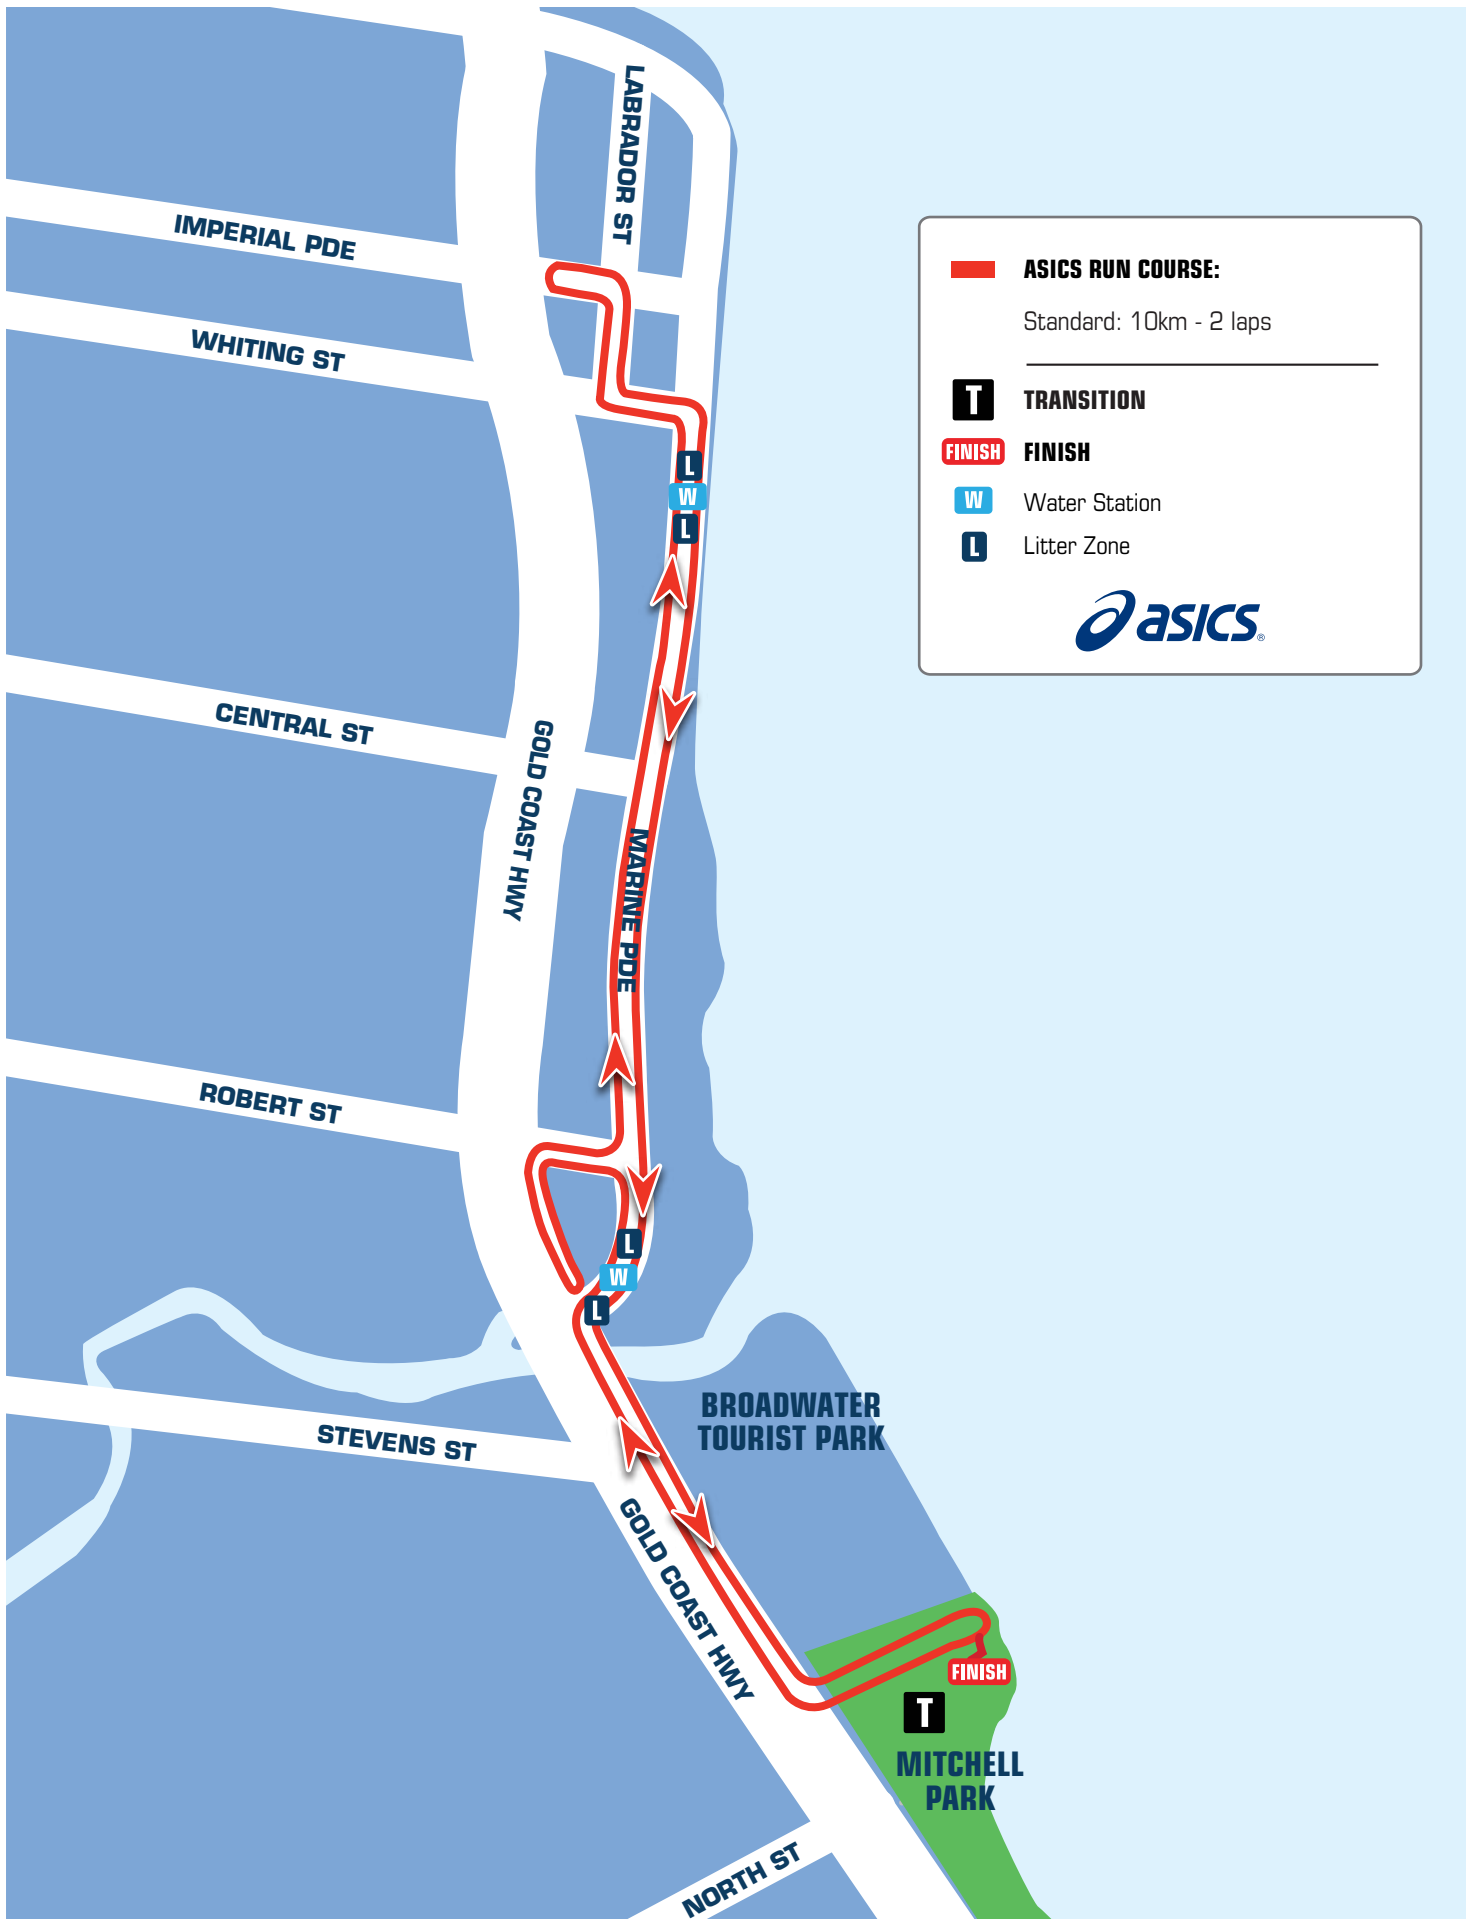 LABRADOR ST
IMPERIAL PDE
WHITING ST
ASICS RUN COURSE:
Standard: 10km - 2 laps
T
TRANSITION
FINISH
FINISH
W
Water Station
L
Litter Zone
asics®
L
W
L
CENTRAL ST
GOLD COAST HWY
MARINE PDE
ROBERT ST
L
W
L
BROADWATER
TOURIST PARK
STEVENS ST
GOLD COAST HWY
FINISH
T
MITCHELL
PARK
NORTH ST